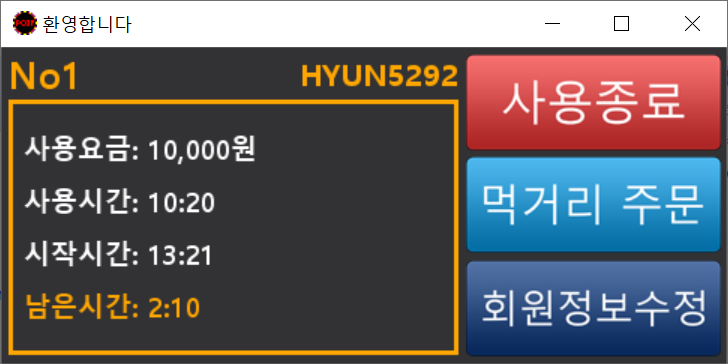 환영합니다
No1
HYUN5292
사용요금: 10,000원
사용시간: 10:20
시작시간: 13:21
남은시간: 2:10
사용종료
먹거리 주문
회원정보수정